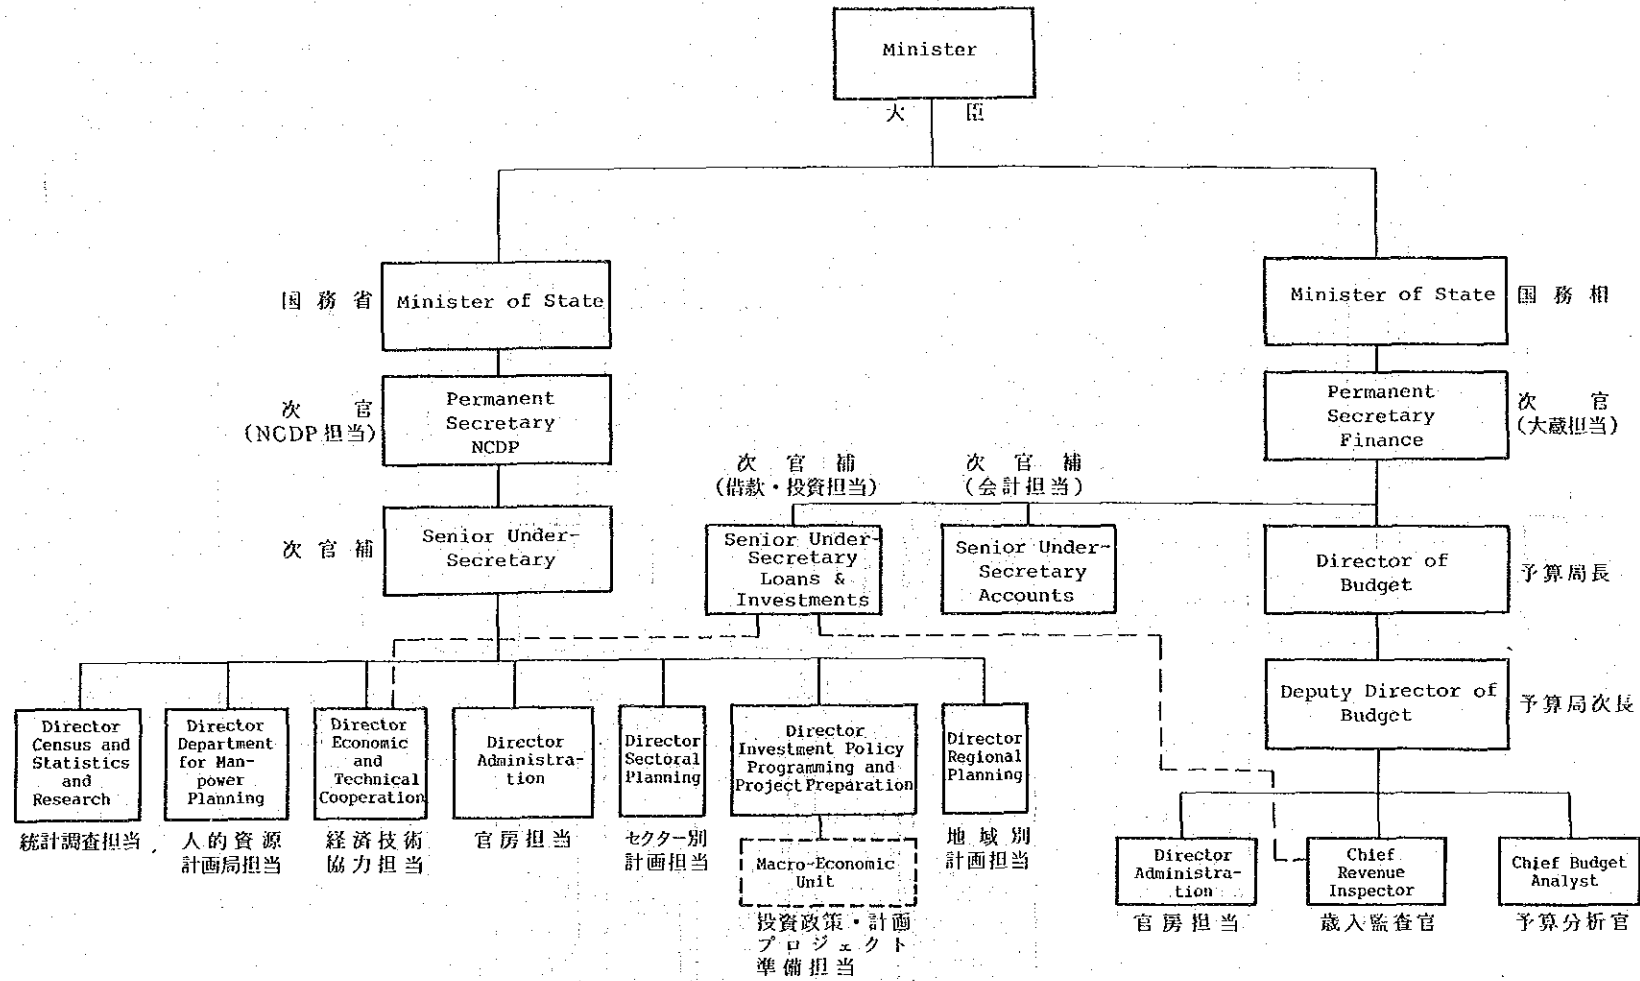 Minister
大臣
国務省
Minister of State
Minister of State
国務相
次官
(NCDP担当)
Permanent
Secretary
NCDP
Permanent
Secretary
Finance
次官
(大蔵担当)
次官補
(借款・投資担当)
次官補
(会計担当)
次官補
Senior Under-
Secretary
Senior Under-
Secretary
Loans &
Investments
Senior Under-
Secretary
Accounts
Director of
Budget
予算局長
Deputy Director of
Budget
予算局次長
Director
Census and
Statistics
and
Research
統計調査担当
Director
Department
for Man-
power
Planning
人的資源
計画局担当
Director
Economic
and
Technical
Cooperation
経済技術
協力担当
Director
Administra-
tion
官房担当
Director
Sectoral
Planning
セクター別
計画担当
Director
Investment Policy
Programming and
Project Preparation
Macro-Economic
Unit
投資政策・計画
プロジェクト
準備担当
Director
Regional
Planning
地域別
計画担当
Director
Administra-
tion
官房担当
Chief
Revenue
Inspector
歳入監査官
Chief Budget
Analyst
予算分析官